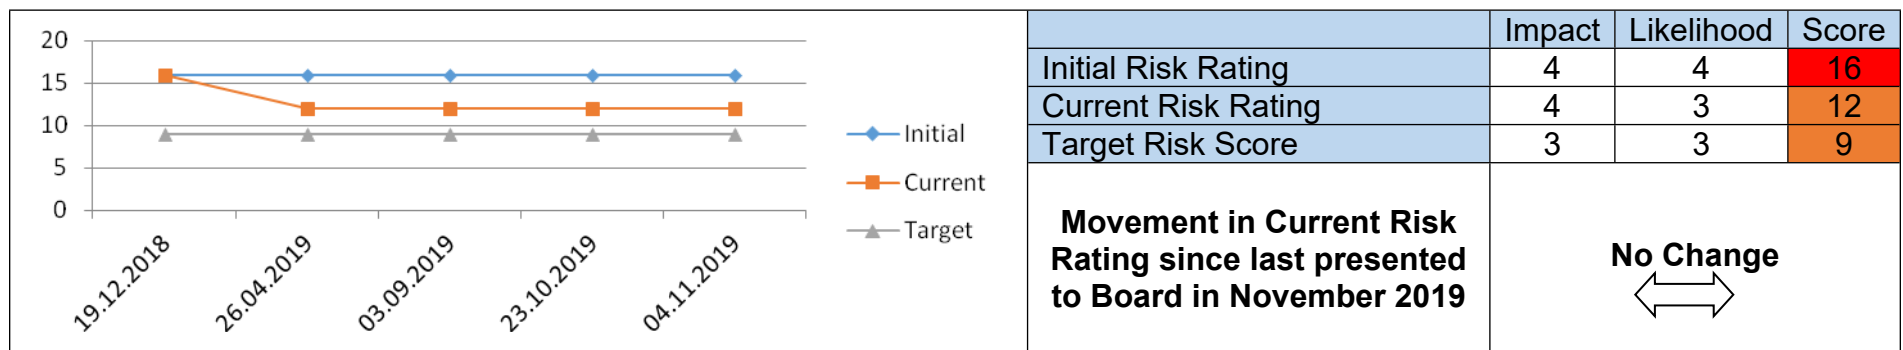 20
15
10
5
0
19.12.2018
26.04.2019
03.09.2019
23.10.2019
04.11.2019
Initial
Current
Target
Impact Likelihood Score
Initial Risk Rating 4 4 16
Current Risk Rating 4 3 12
Target Risk Score 3 3 9
Movement in Current Risk
Rating since last presented
to Board in November 2019
No Change